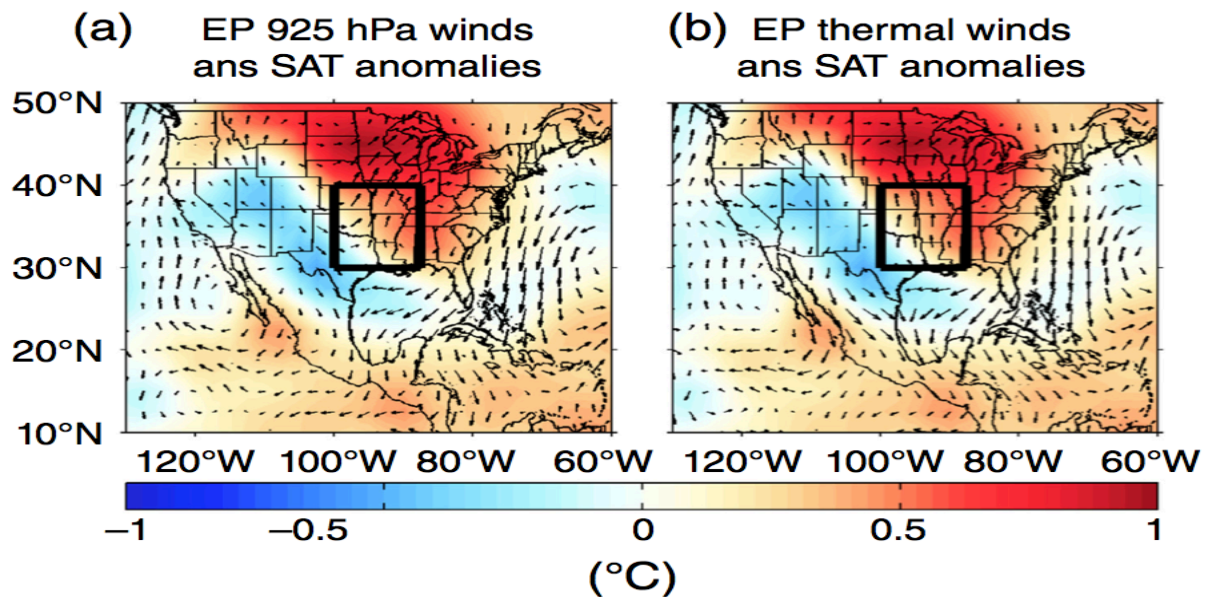 (a) EP 925 hPa winds
ans SAT anomalies
(b) EP thermal winds
ans SAT anomalies
50°N
40°N
30°N
20°N
10°N
120°W 100°W 80°W 60°W
120°W 100°W 80°W 60°W
−1 −0.5 0 0.5 1
(°C)